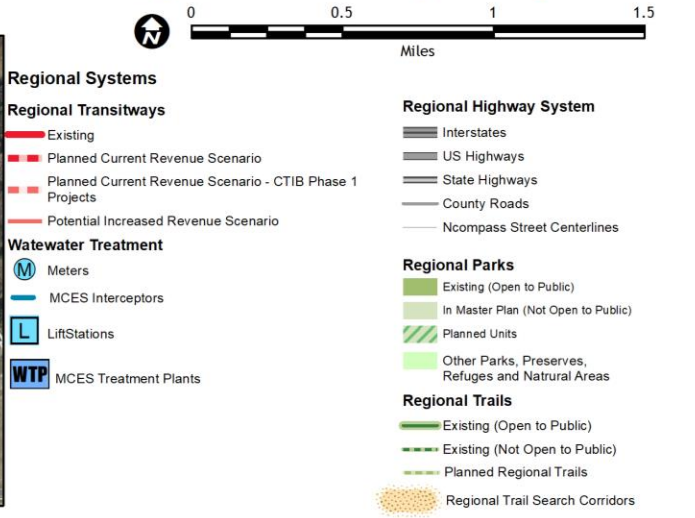 N
0 0.5 1 1.5
Miles
Regional Systems
Regional Transitways
Existing
Planned Current Revenue Scenario
Planned Current Revenue Scenario - CTIB Phase 1
Projects
Potential Increased Revenue Scenario
Watewater Treatment
M Meters
MCES Interceptors
L LiftStations
WTP MCES Treatment Plants
Regional Highway System
Interstates
US Highways
State Highways
County Roads
Ncompass Street Centerlines
Regional Parks
Existing (Open to Public)
In Master Plan (Not Open to Public)
Planned Units
Other Parks, Preserves,
Refuges and Natrural Areas
Regional Trails
Existing (Open to Public)
Existing (Not Open to Public)
Planned Regional Trails
Regional Trail Search Corridors